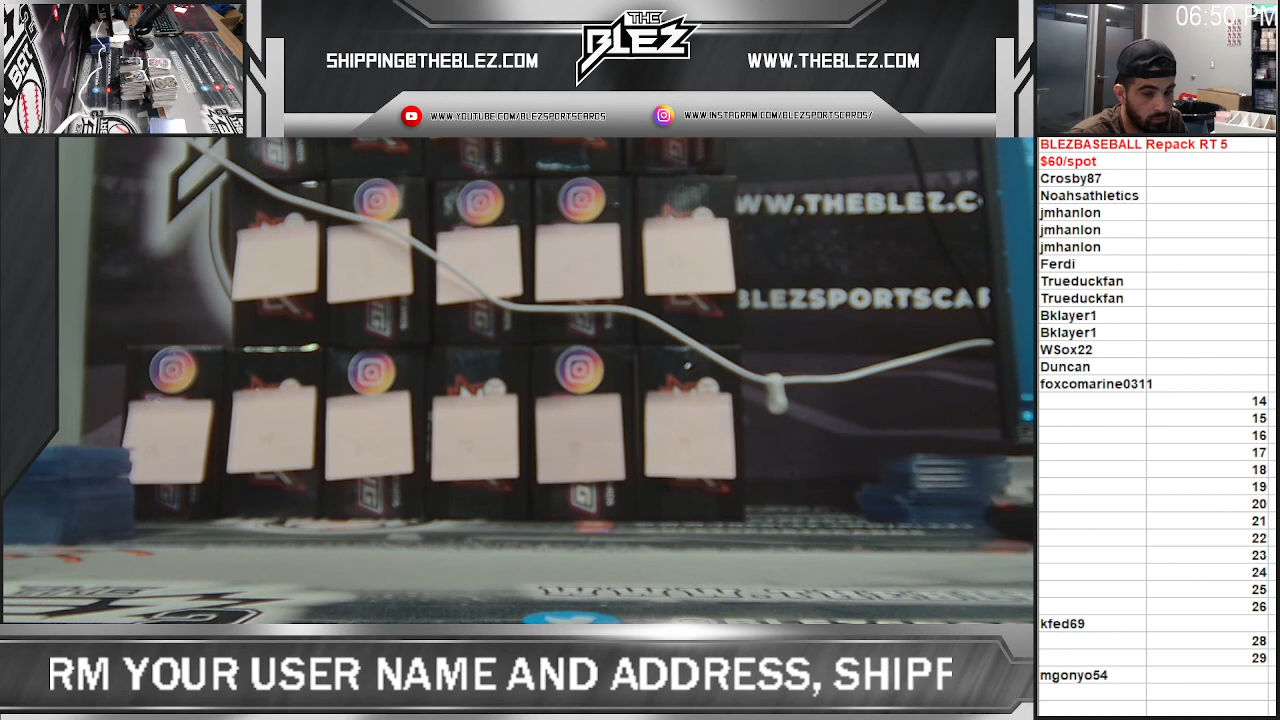 06:50 PM
THE
BLEZ
SHIPPING@THEBLEZ.COM
WWW.THEBLEZ.COM
WWW.YOUTUBE.COM/BLEZSPORTSCARDS
WWW.INSTAGRAM.COM/BLEZSPORTSCARDS/
WW.THEBLEZ.C
BLEZSPORTSCAR
BLEZBASEBALL Repack RT 5
$60/spot
Crosby87
Noahsathletics
jmhanlon
jmhanlon
jmhanlon
Ferdi
Trueduckfan
Trueduckfan
Bklayer1
Bklayer1
WSox22
Duncan
foxcomarine0311
14
15
16
17
18
19
20
21
22
23
24
25
26
kfed69
28
29
mgonyo54
RM YOUR USER NAME AND ADDRESS, SHIPF